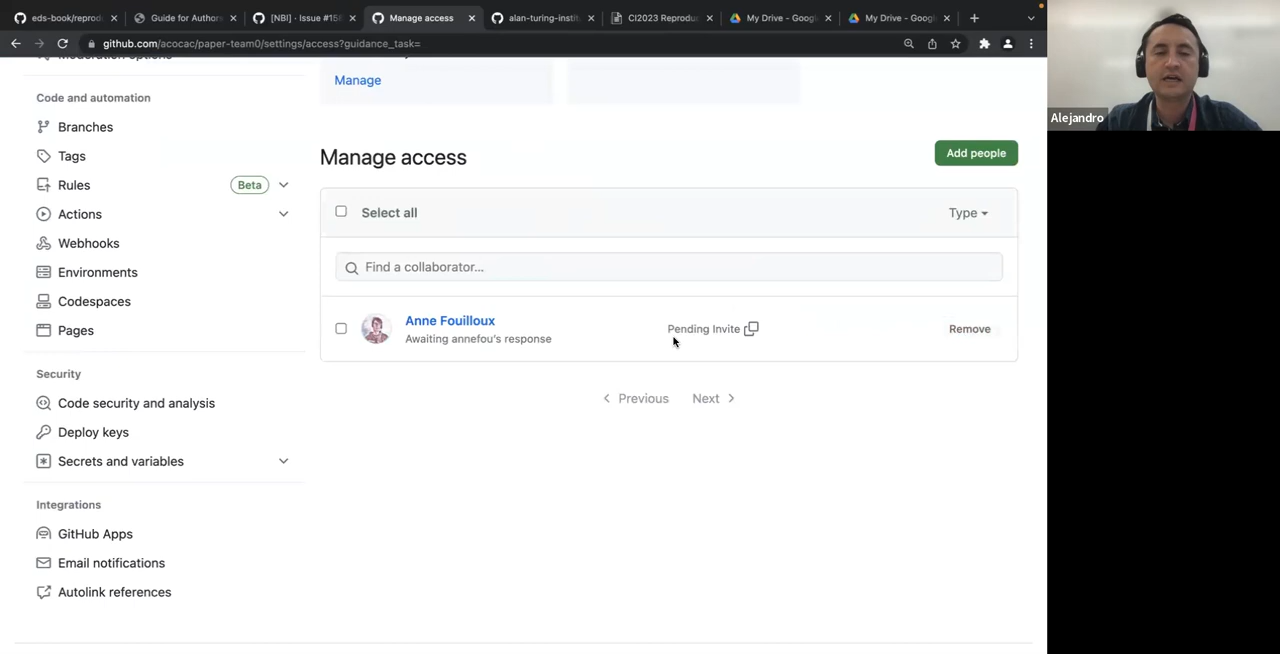 eds-book/repro
Guide for Author
[NBI] · Issue #15
Manage access
alan-turing-instit
CI2023 Reprodu
My Drive - Googl
My Drive - Googl
github.com/acocac/paper-team0/settings/access?guidance_task=
Moderation options
Code and automation
Branches
Tags
Rules Beta
Actions
Webhooks
Environments
Codespaces
Pages
Security
Code security and analysis
Deploy keys
Secrets and variables
Integrations
GitHub Apps
Email notifications
Autolink references
Manage
Manage access
Add people
Select all
Type
Find a collaborator...
Anne Fouilloux
Awaiting annefou's response
Pending Invite
Remove
Previous Next
Alejandro